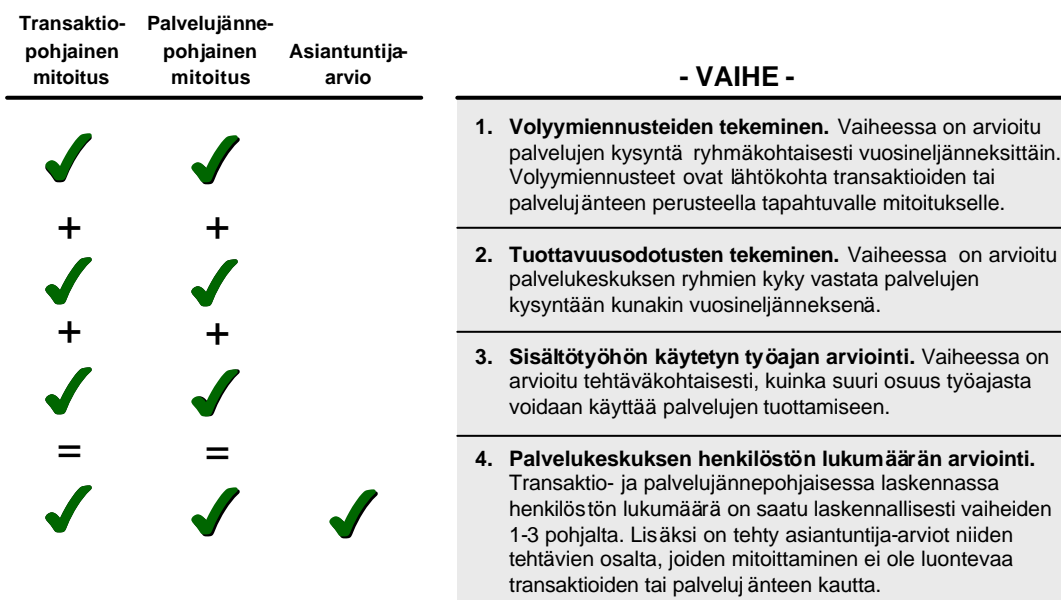 Transaktio-
pohjainen
mitoitus
Palvelujänne-
pohjainen
mitoitus
Asiantuntija-
arvio
- VAIHE -
1. Volyymiennusteiden tekeminen. Vaiheessa on arvioitu
palvelujen kysyntä ryhmäkohtaisesti vuosineljänneksittäin.
Volyymiennusteet ovat lähtökohta transaktioiden tai
palvelujänteen perusteella tapahtuvalle mitoitukselle.
+ +
2. Tuottavuusodotusten tekeminen. Vaiheessa on arvioitu
palvelukeskuksen ryhmien kyky vastata palvelujen
kysyntään kunakin vuosineljänneksenä.
+ +
3. Sisältötyöhön käytetyn työajan arviointi. Vaiheessa on
arvioitu tehtäväkohtaisesti, kuinka suuri osuus työajasta
voidaan käyttää palvelujen tuottamiseen.
= =
4. Palvelukeskuksen henkilöstön lukumäärän arviointi.
Transaktio- ja palvelujännepohjaisessa laskennassa
henkilöstön lukumäärä on saatu laskennallisesti vaiheiden
1-3 pohjalta. Lisäksi on tehty asiantuntija-arviot niiden
tehtävien osalta, joiden mitoittaminen ei ole luontevaa
transaktioiden tai palvelujänteen kautta.